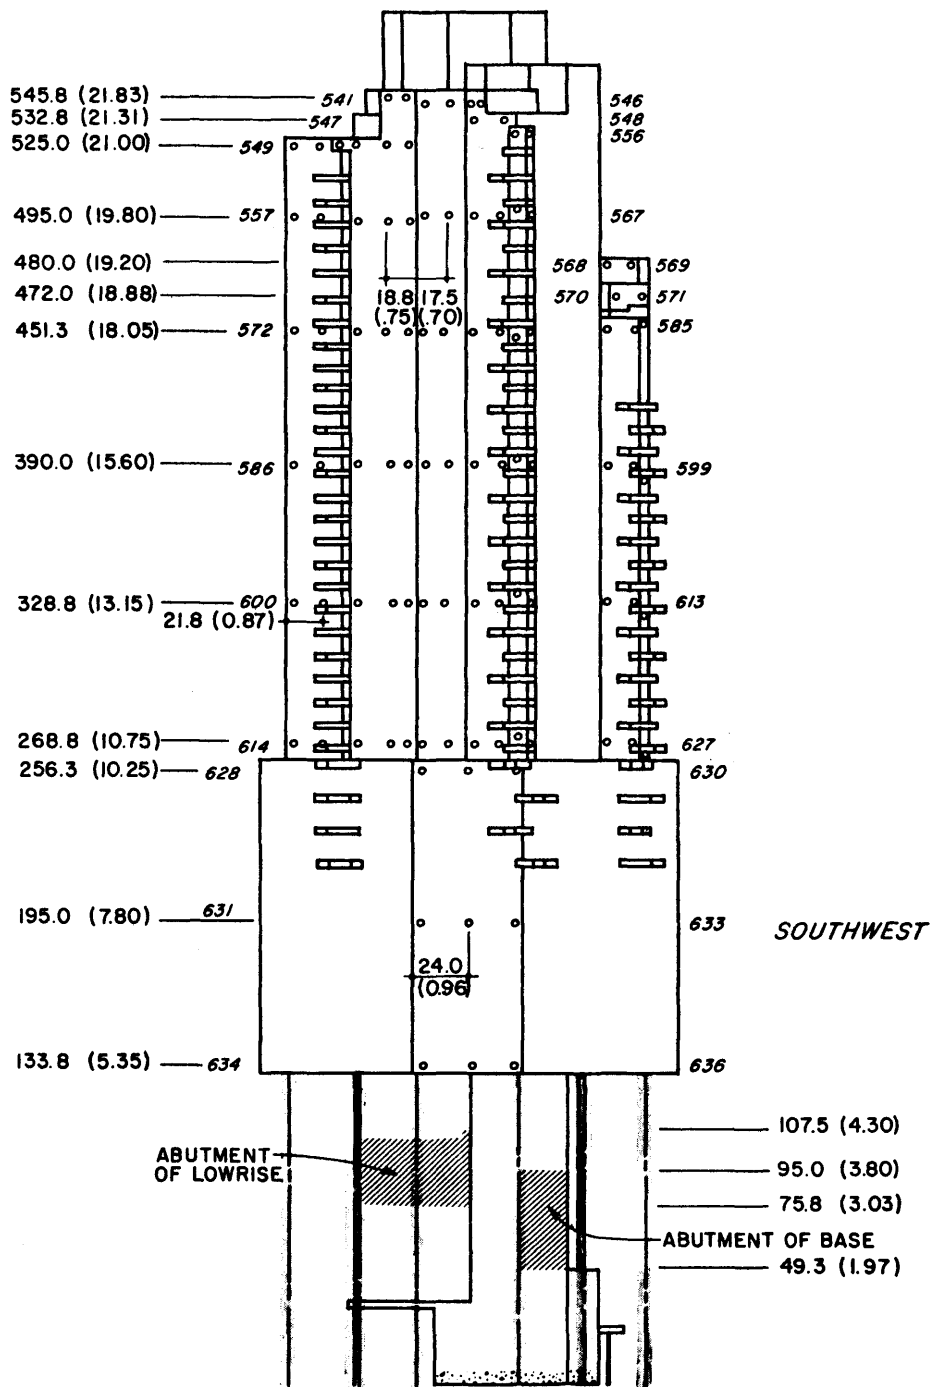 545.8 (21.83) 541 546
532.8 (21.31) 547 548
525.0 (21.00) 549 556
495.0 (19.80) 557 567
480.0 (19.20) 568 569
472.0 (18.88) 570 571
18.8 17.5
(.75) (.70)
451.3 (18.05) 572 585
390.0 (15.60) 586 599
328.8 (13.15) 600 613
21.8 (0.87)
268.8 (10.75) 614 627
256.3 (10.25) 628 630
195.0 (7.80) 631 633
SOUTHWEST
24.0
(0.96)
133.8 (5.35) 634 636
107.5 (4.30)
ABUTMENT
OF LOWRISE
95.0 (3.80)
75.8 (3.03)
ABUTMENT OF BASE
49.3 (1.97)